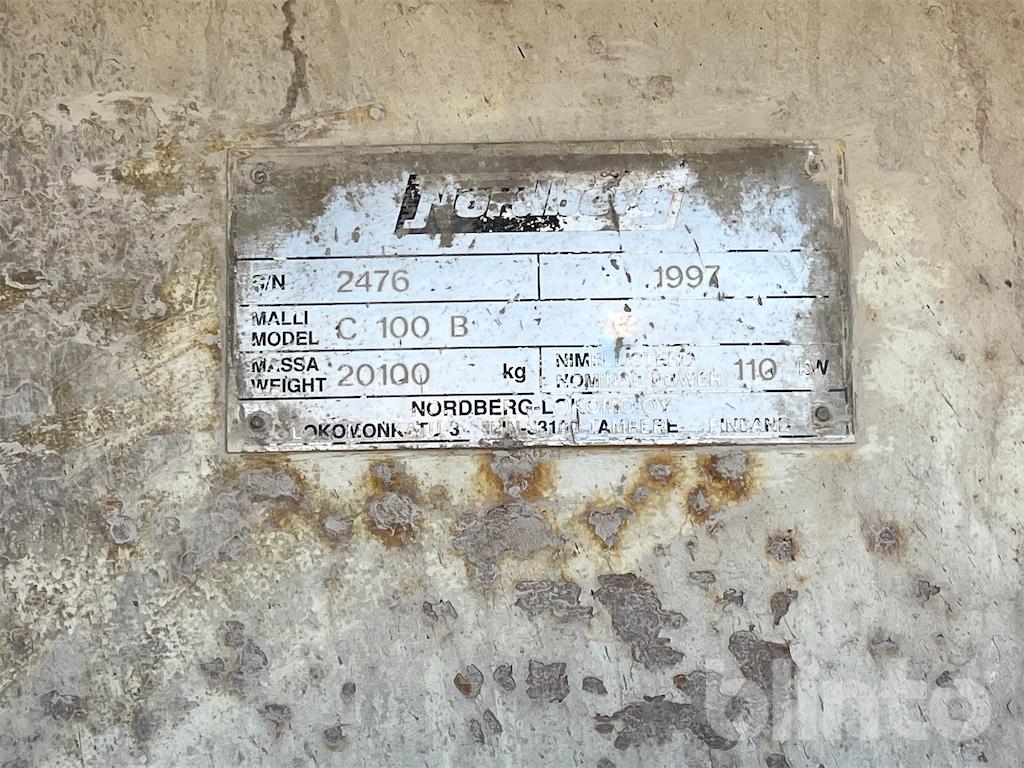 Nordberg
S/N 2476 1997
MALLI
MODEL C 100 B
MASSA
WEIGHT 20100 kg
NOMINAL POWER 110 kW
NORDBERG-LOKOMO OY
LOKOMONKATU 3 TAMPERE FINLAND
blinto